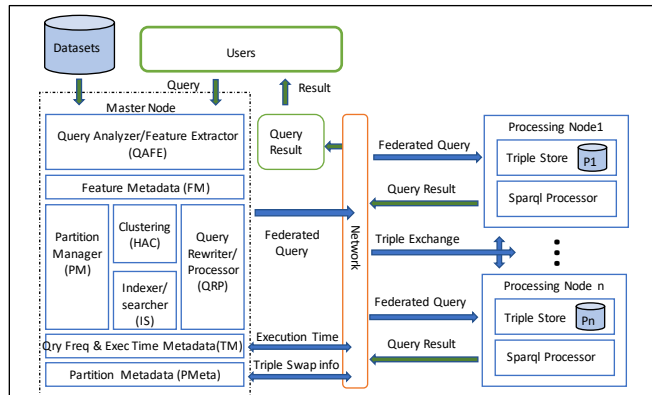 Datasets
Users
Query
Result
Master Node
Query Analyzer/Feature Extractor
(QAFE)
Feature Metadata (FM)
Partition
Manager
(PM)
Clustering
(HAC)
Indexer/
searcher
(IS)
Query
Rewriter/
Processor
(QRP)
Qry Freq & Exec Time Metadata(TM)
Partition Metadata (PMeta)
Query
Result
Federated
Query
Execution Time
Triple Swap info
Network
Federated Query
Query Result
Triple Exchange
Federated Query
Query Result
Processing Node1
Triple Store
P1
Sparql Processor
Processing Node n
Triple Store
Pn
Sparql Processor